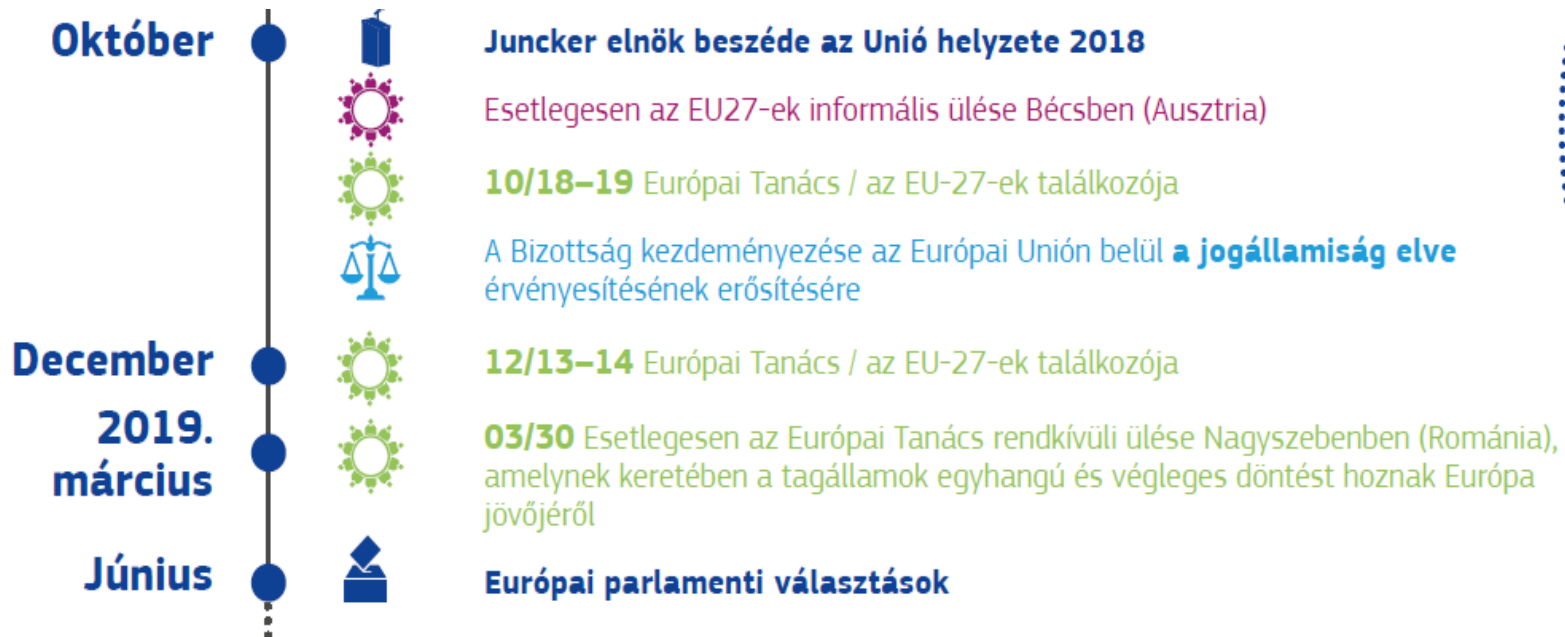 Október
Juncker elnök beszéde az Unió helyzete 2018
Esetlegesen az EU27-ek informális ülése Bécsben (Ausztria)
10/18–19 Európai Tanács / az EU-27-ek találkozója
A Bizottság kezdeményezése az Európai Unión belül a jogállamiság elve
érvényesítésének erősítésére
December
12/13–14 Európai Tanács / az EU-27-ek találkozója
2019.
március
03/30 Esetlegesen az Európai Tanács rendkívüli ülése Nagyszebenben (Románia),
amelynek keretében a tagállamok egyhangú és végleges döntést hoznak Európa
jövőjéről
Június
Európai parlamenti választások